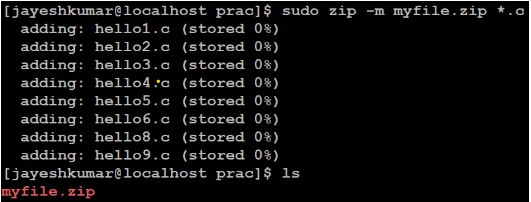 [jayeshkumar@localhost prac]$ sudo zip -m myfile.zip *.c
  adding: hello1.c (stored 0%)
  adding: hello2.c (stored 0%)
  adding: hello3.c (stored 0%)
  adding: hello4.c (stored 0%)
  adding: hello5.c (stored 0%)
  adding: hello6.c (stored 0%)
  adding: hello8.c (stored 0%)
  adding: hello9.c (stored 0%)
[jayeshkumar@localhost prac]$ ls
myfile.zip